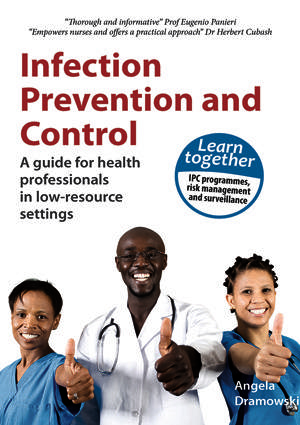 “Thorough and informative” Prof Eugenio Panieri
“Empowers nurses and offers a practical approach” Dr Herbert Cubash
Infection
Prevention and
Control
A guide for health
professionals
in low-resource
settings
Learn
together
IPC programmes,
risk management
and surveillance
Angela
Dramowski